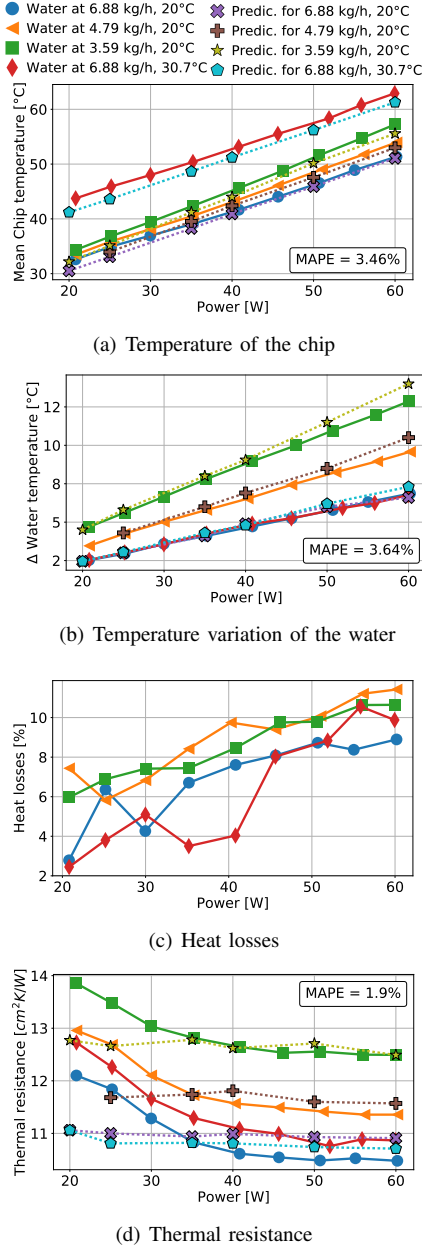 Water at 6.88 kg/h, 20°C
Predic. for 6.88 kg/h, 20°C
Water at 4.79 kg/h, 20°C
Predic. for 4.79 kg/h, 20°C
Water at 3.59 kg/h, 20°C
Predic. for 3.59 kg/h, 20°C
Water at 6.88 kg/h, 30.7°C
Predic. for 6.88 kg/h, 30.7°C
Mean Chip temperature [°C]
60
50
40
30
MAPE = 3.46%
20 30 40 50 60
Power [W]
(a) Temperature of the chip
Δ Water temperature [°C]
12
10
8
5
2
MAPE = 3.64%
20 30 40 50 60
Power [W]
(b) Temperature variation of the water
Heat losses [%]
10
8
6
4
2
20 30 40 50 60
Power [W]
(c) Heat losses
Thermal resistance [cm²K/W]
14
13
12
11
MAPE = 1.9%
20 30 40 50 60
Power [W]
(d) Thermal resistance